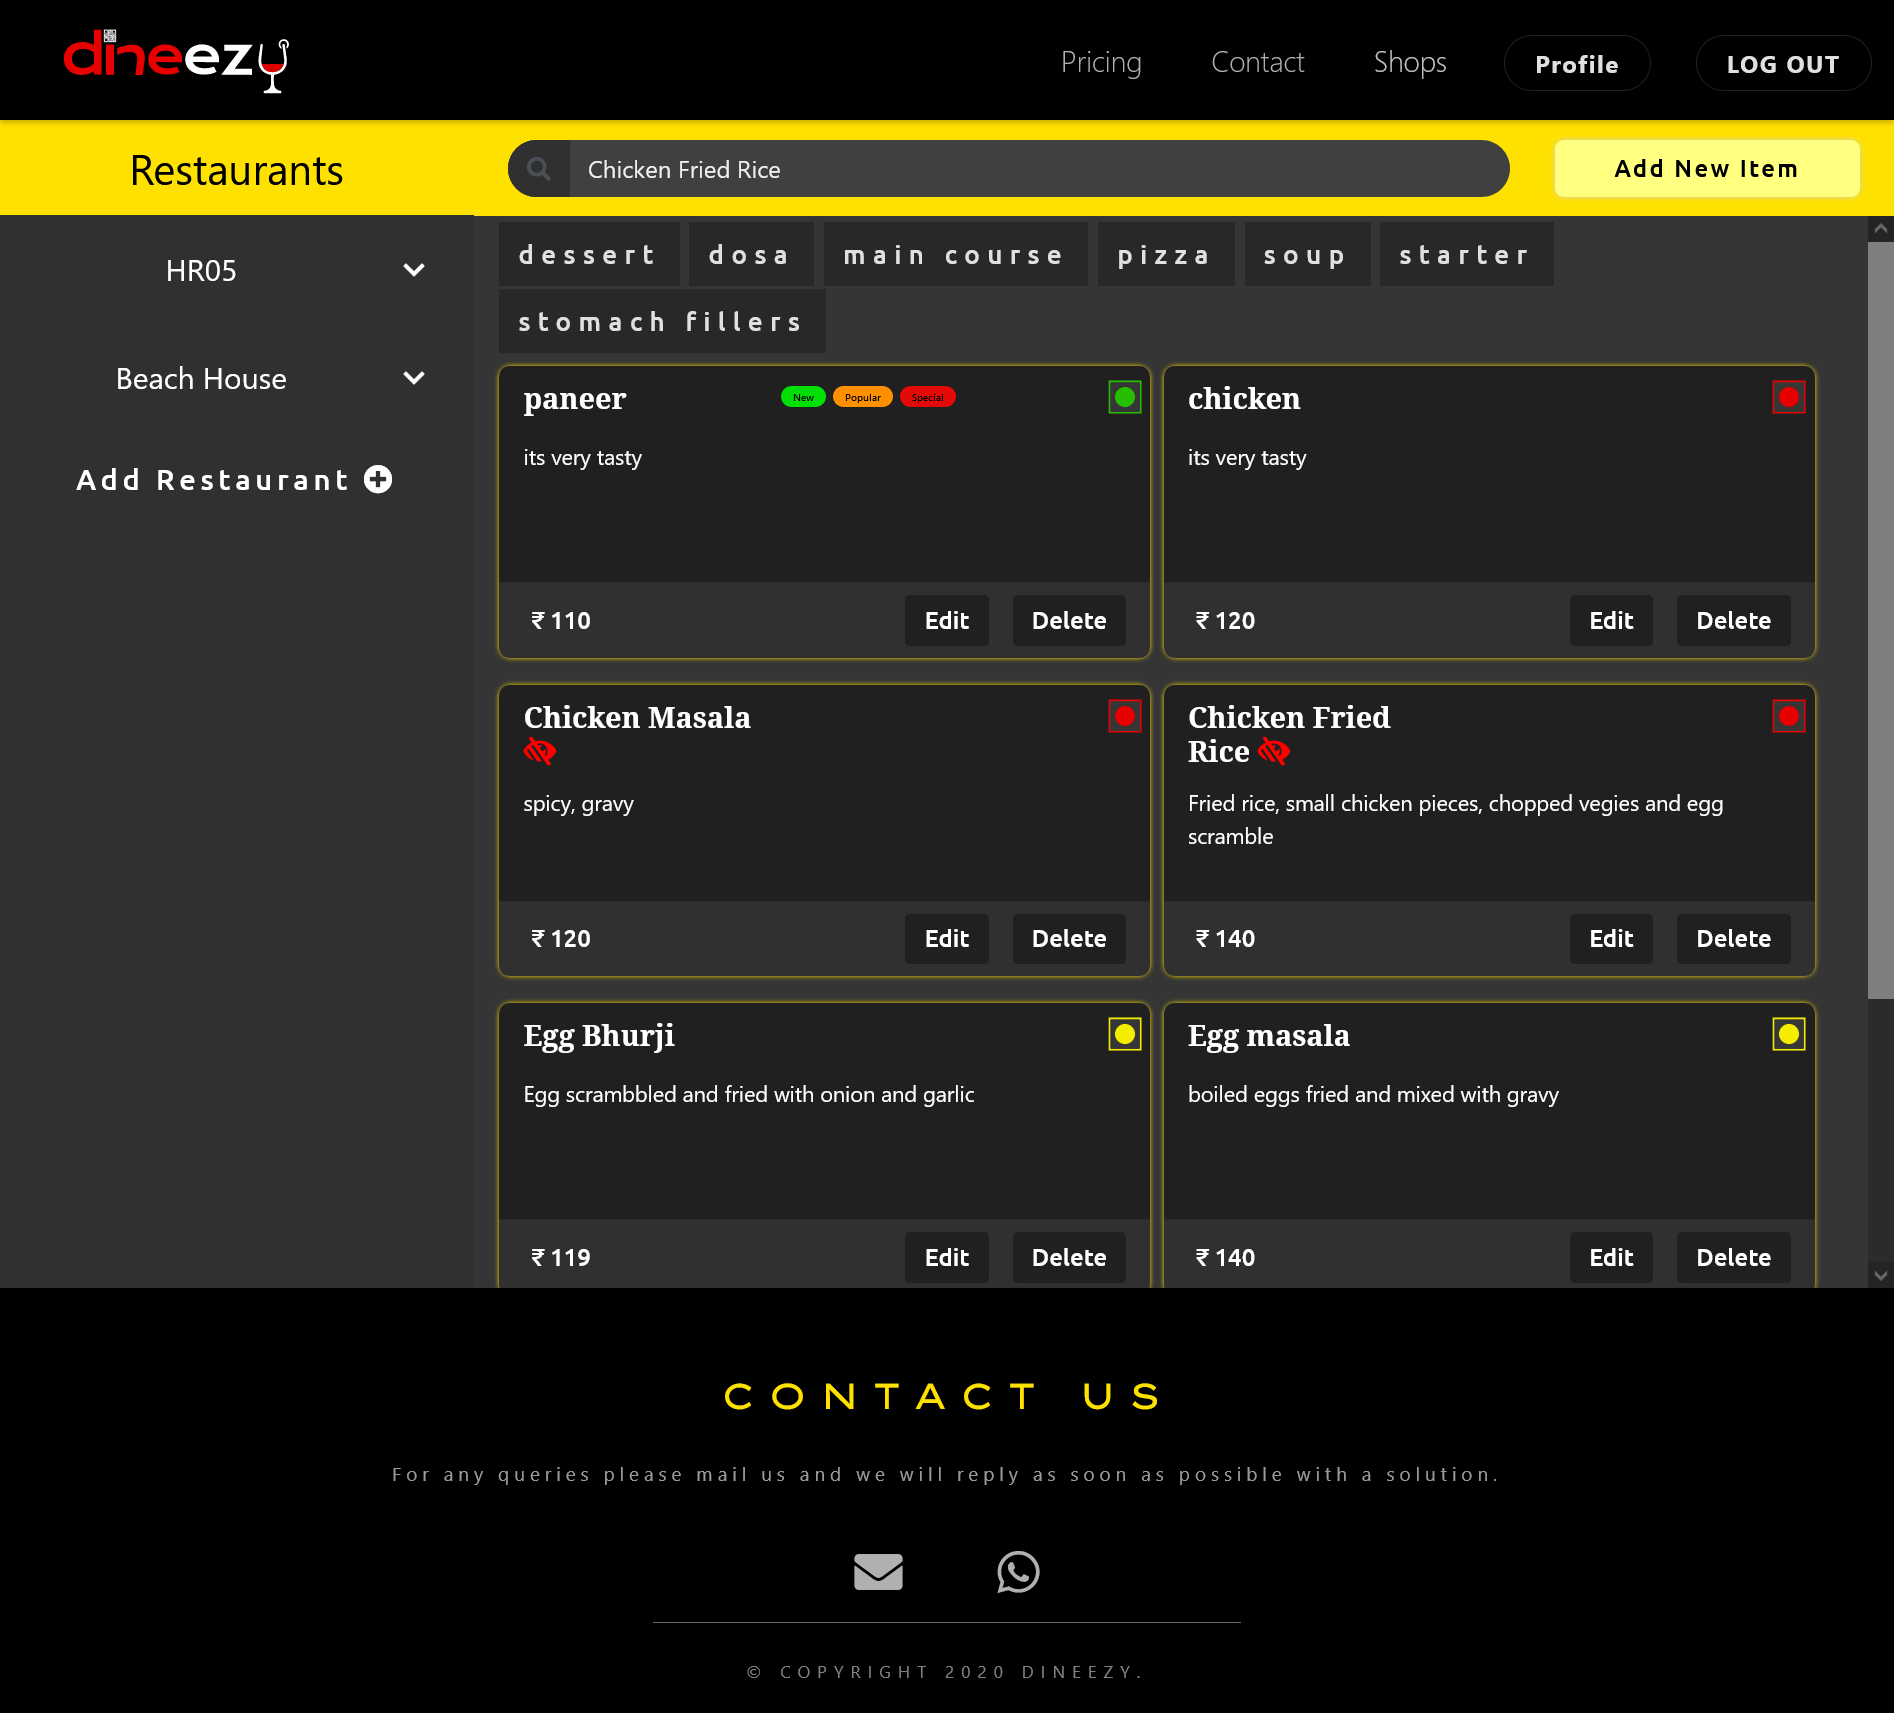 dineezy
Pricing Contact Shops Profile LOG OUT
Restaurants
Chicken Fried Rice
Add New Item
HR05
Beach House
Add Restaurant
dessert dosa main course pizza soup starter
stomach fillers
paneer New Popular Special
its very tasty
₹ 110 Edit Delete
chicken
its very tasty
₹ 120 Edit Delete
Chicken Masala
spicy, gravy
₹ 120 Edit Delete
Chicken Fried
Rice
Fried rice, small chicken pieces, chopped vegies and egg
scramble
₹ 140 Edit Delete
Egg Bhurji
Egg scrambbled and fried with onion and garlic
₹ 119 Edit Delete
Egg masala
boiled eggs fried and mixed with gravy
₹ 140 Edit Delete
CONTACT US
For any queries please mail us and we will reply as soon as possible with a solution.
© COPYRIGHT 2020 DINEEZY.